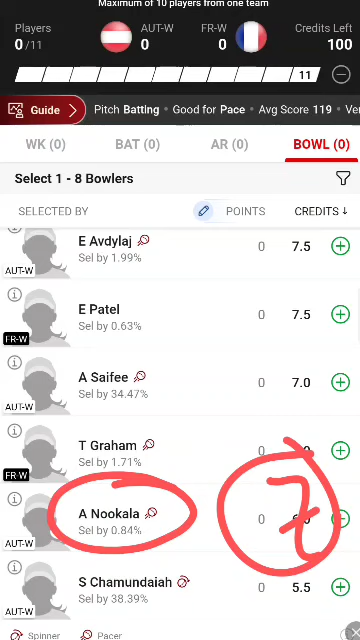 Maximum of 10 players from one team
Players AUT-W FR-W Credits Left
0/11 0 0 100
11
Guide Pitch Batting • Good for Pace • Avg Score 119 • Ve
WK (0) BAT (0) AR (0) BOWL (0)
Select 1 - 8 Bowlers
SELECTED BY POINTS CREDITS ↓
E Avdylaj
Sel by 1.99% 0 7.5
AUT-W
E Patel
Sel by 0.63% 0 7.5
FR-W
A Saifee
Sel by 34.47% 0 7.0
AUT-W
T Graham
Sel by 1.71%
FR-W
A Nookala
Sel by 0.84% 0 7
AUT-W
S Chamundaiah
Sel by 38.39% 0 5.5
AUT-W
Spinner Pacer